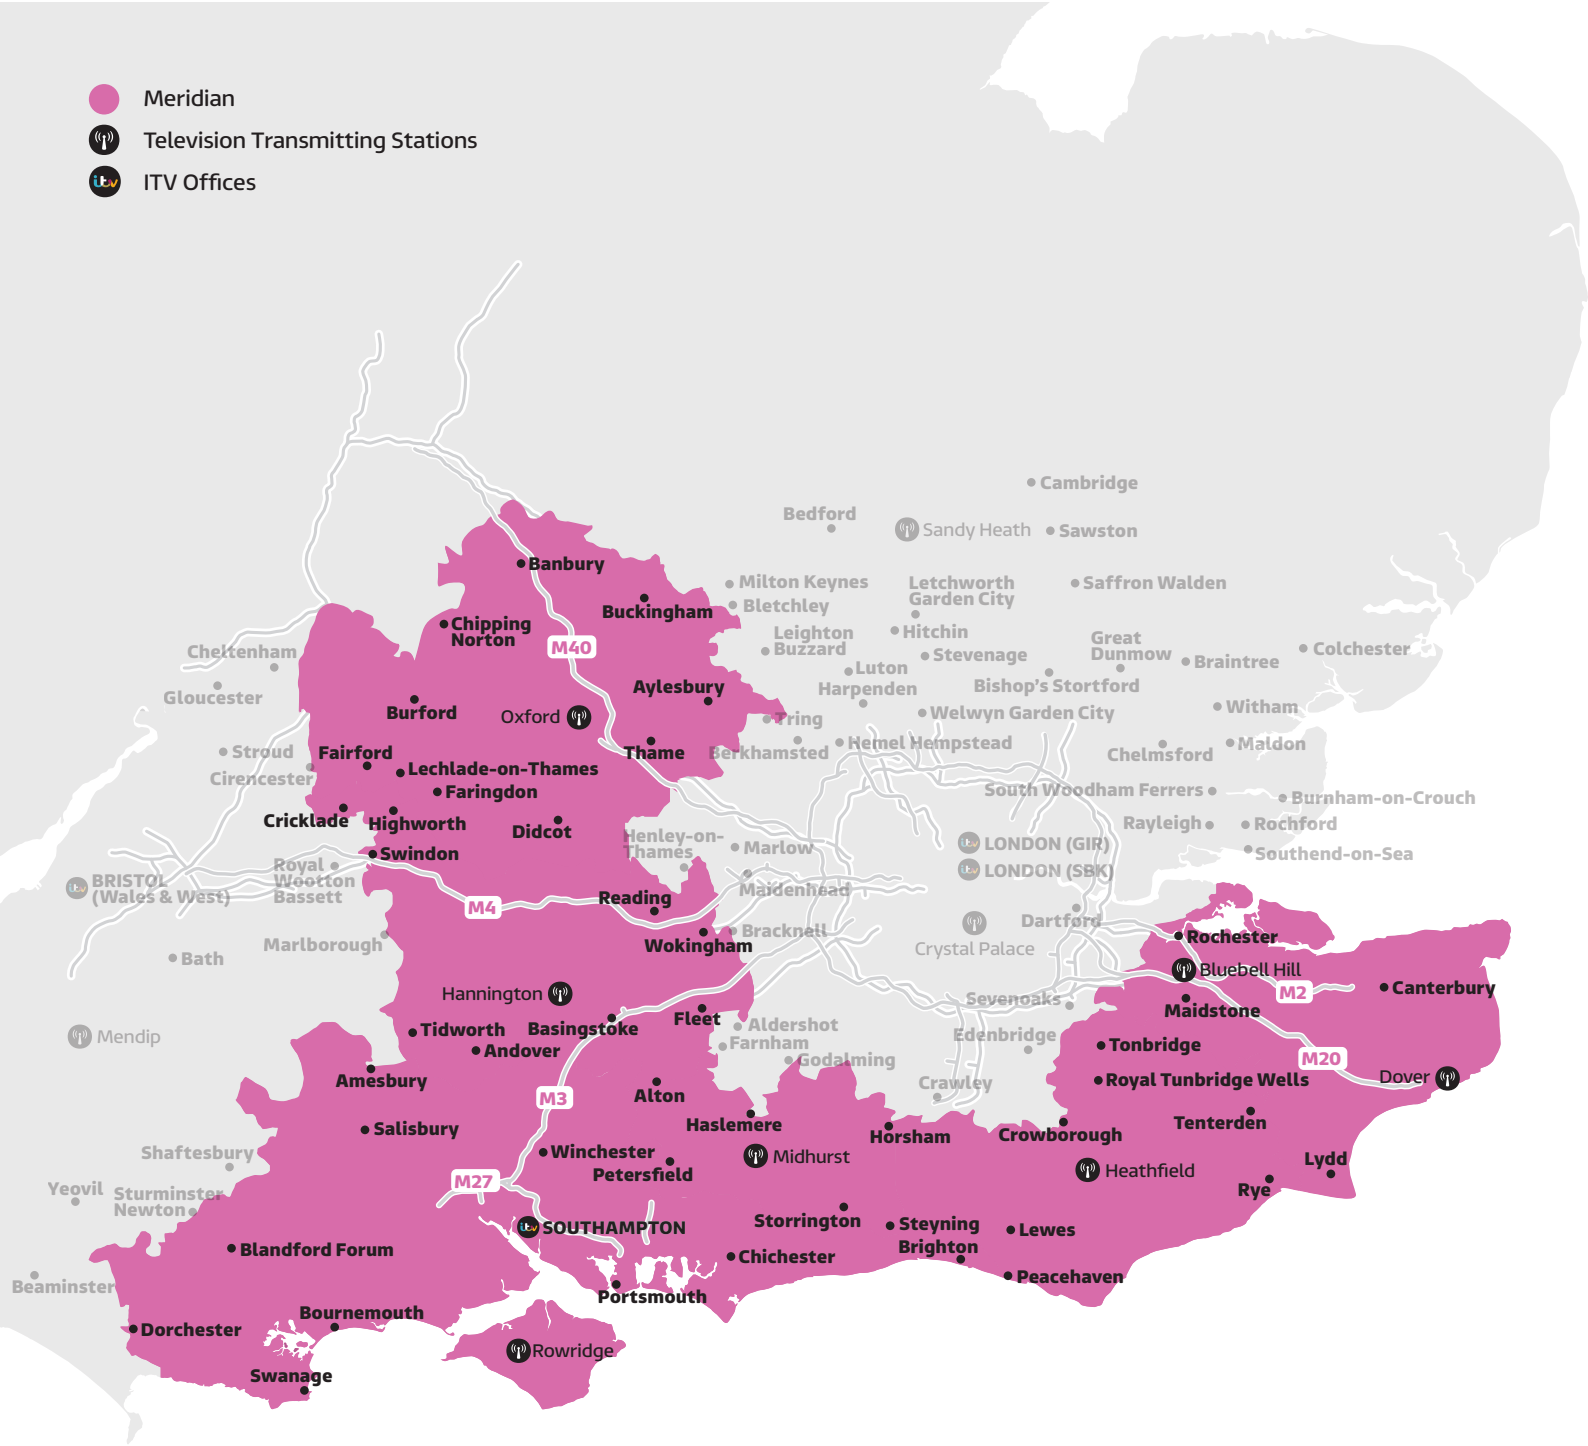 Meridian
Television Transmitting Stations
itv
ITV Offices
Cambridge
Bedford
Sandy Heath
Sawston
Banbury
Milton Keynes
Letchworth
Garden City
Saffron Walden
Buckingham
Bletchley
Chipping
Norton
Leighton
Buzzard
Hitchin
Great
Dunmow
M40
Cheltenham
Stevenage
Braintree
Colchester
Luton
Gloucester
Aylesbury
Harpenden
Bishop's Stortford
Burford
Oxford
Tring
Welwyn Garden City
Witham
Stroud
Fairford
Thame
Berkhamsted
Hemel Hempstead
Chelmsford
Maldon
Cirencester
Lechlade-on-Thames
Faringdon
South Woodham Ferrers
Burnham-on-Crouch
Cricklade
Highworth
Didcot
Rayleigh
Rochford
Henley-on-
Thames
Marlow
itv
LONDON (GIR)
Swindon
Southend-on-Sea
Royal
Wootton
Bassett
itv
LONDON (SBK)
itv
BRISTOL
(Wales & West)
Maidenhead
Reading
M4
Dartford
Marlborough
Wokingham
Bracknell
Crystal Palace
Rochester
Bath
Bluebell Hill
Hannington
M2
Canterbury
Sevenoaks
Maidstone
Fleet
Mendip
Tidworth
Basingstoke
Aldershot
Farnham
Edenbridge
Tonbridge
Andover
Godalming
M20
Amesbury
Crawley
Royal Tunbridge Wells
Dover
Alton
M3
Haslemere
Horsham
Crowborough
Tenterden
Salisbury
Shaftesbury
Winchester
Petersfield
Midhurst
Heathfield
Lydd
Rye
Yeovil
Sturminster
Newton
M27
itv
SOUTHAMPTON
Storrington
Steyning
Lewes
Blandford Forum
Chichester
Brighton
Beaminster
Peacehaven
Portsmouth
Bournemouth
Dorchester
Rowridge
Swanage